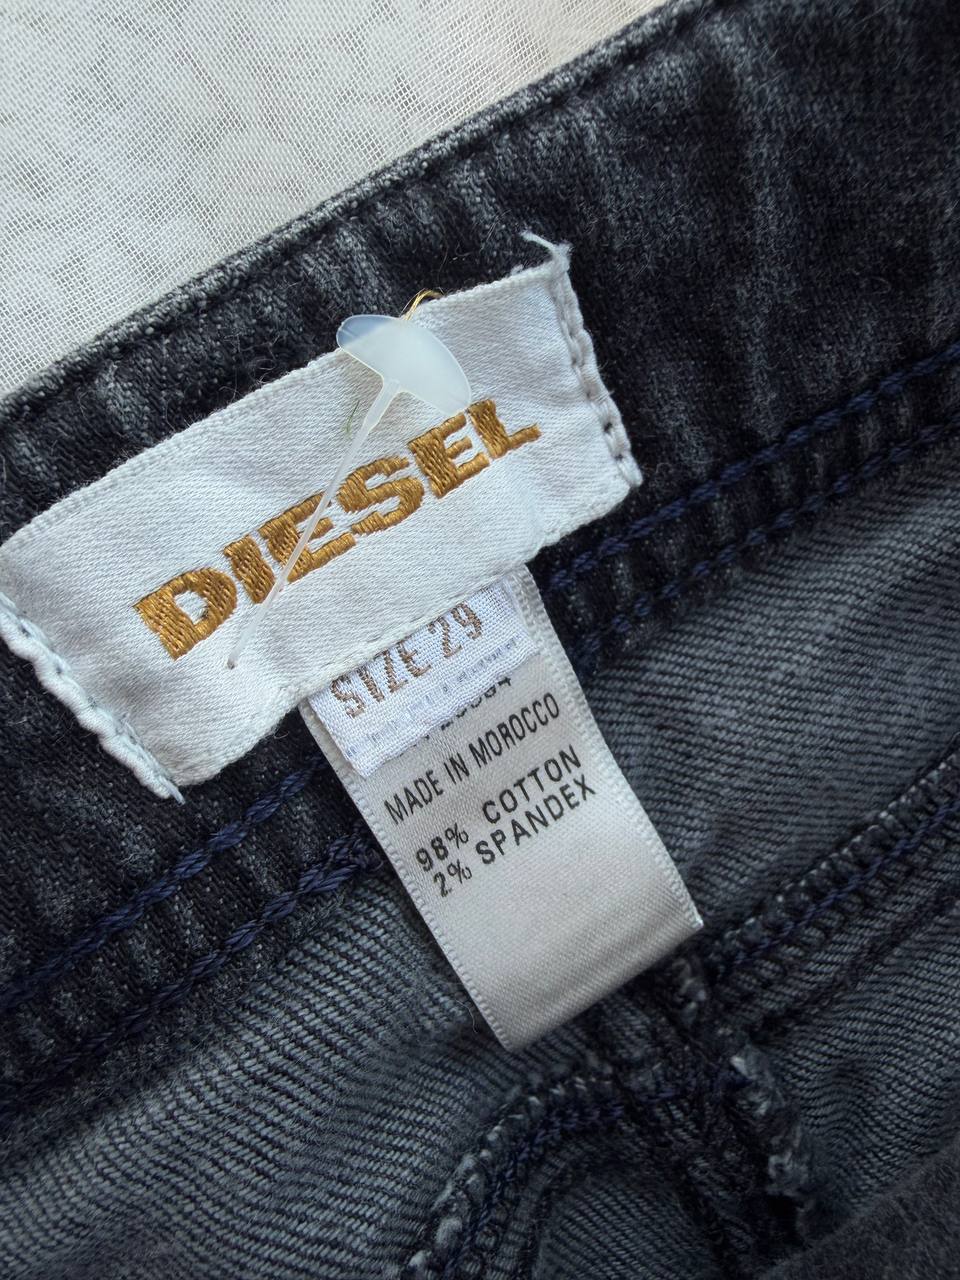 DIESEL
SIZE 29
MADE IN MOROCCO
98% COTTON
2% SPANDEX